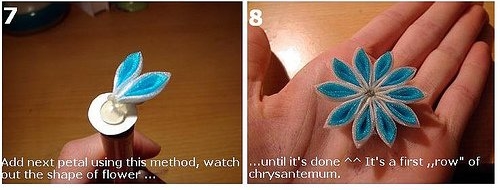 7
Add next petal using this method, watch
out the shape of flower ...
8
...until it's done ^^ It's a first ,,row" of
chrysantemum.